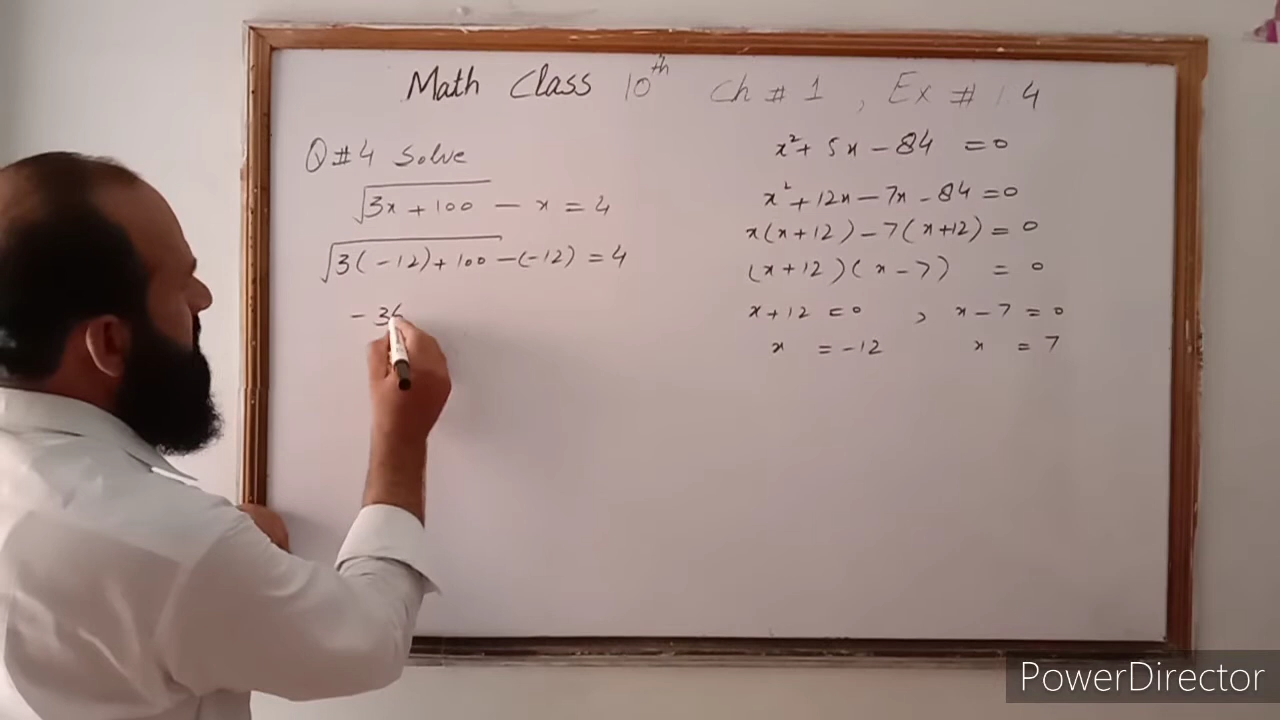 Math Class 10th Ch # 1 , Ex # 1.4
Q #4 Solve
√3x + 100 - x = 4
√3(-12) + 100 - (-12) = 4
- 36
x² + 5x - 84 = 0
x² + 12x - 7x - 84 = 0
x(x+12) - 7(x+12) = 0
(x+12)(x-7) = 0
x+12 = 0 , x-7 = 0
x = -12 x = 7
PowerDirector